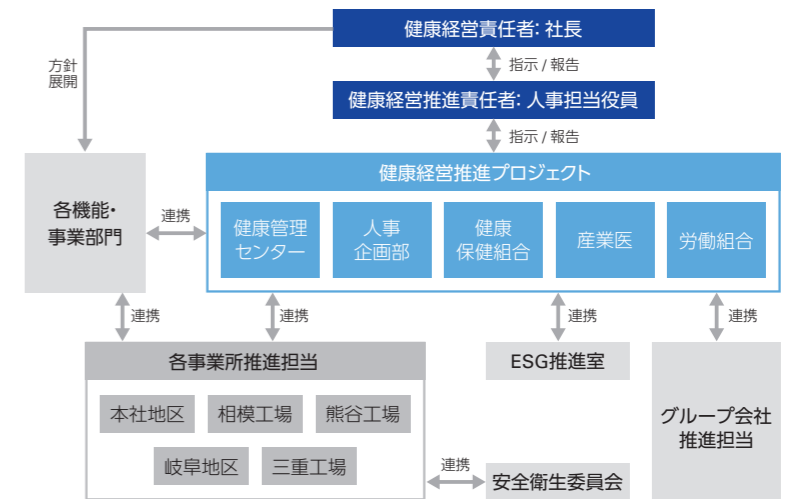 健康経営責任者: 社長
方針
展開
指示 / 報告
健康経営推進責任者: 人事担当役員
指示 / 報告
健康経営推進プロジェクト
各機能・
事業部門
連携
健康管理
センター
人事
企画部
健康
保健組合
産業医
労働組合
連携
連携
連携
連携
各事業所推進担当
本社地区
相模工場
熊谷工場
岐阜地区
三重工場
ESG推進室
グループ会社
推進担当
連携
安全衛生委員会